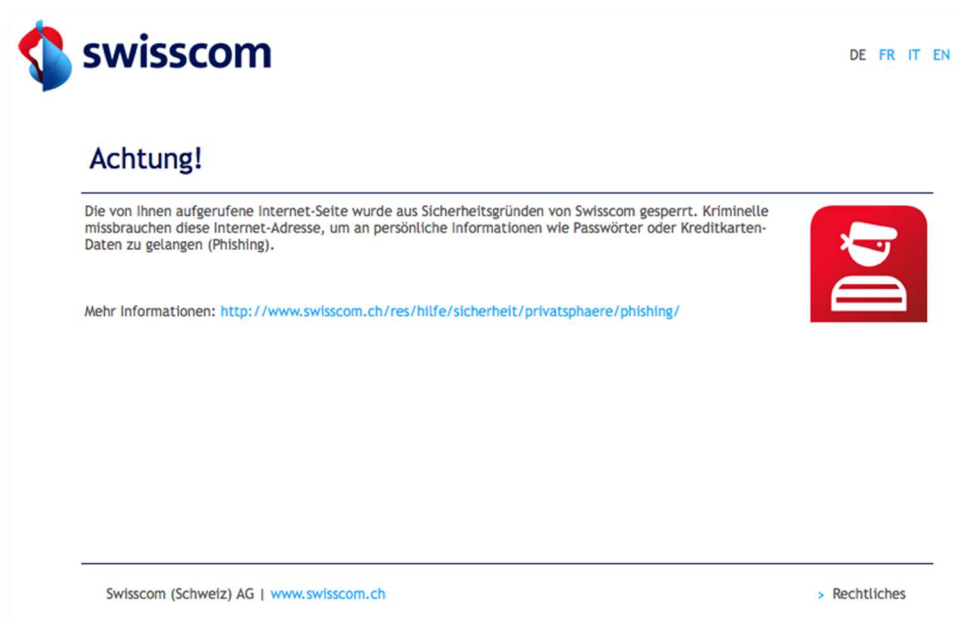 swisscom
DE FR IT EN
Achtung!
Die von Ihnen aufgerufene Internet-Seite wurde aus Sicherheitsgründen von Swisscom gesperrt. Kriminelle
missbrauchen diese Internet-Adresse, um an persönliche Informationen wie Passwörter oder Kreditkarten-
Daten zu gelangen (Phishing).
Mehr Informationen: http://www.swisscom.ch/res/hilfe/sicherheit/privatsphaere/phishing/
Swisscom (Schweiz) AG | www.swisscom.ch
> Rechtliches